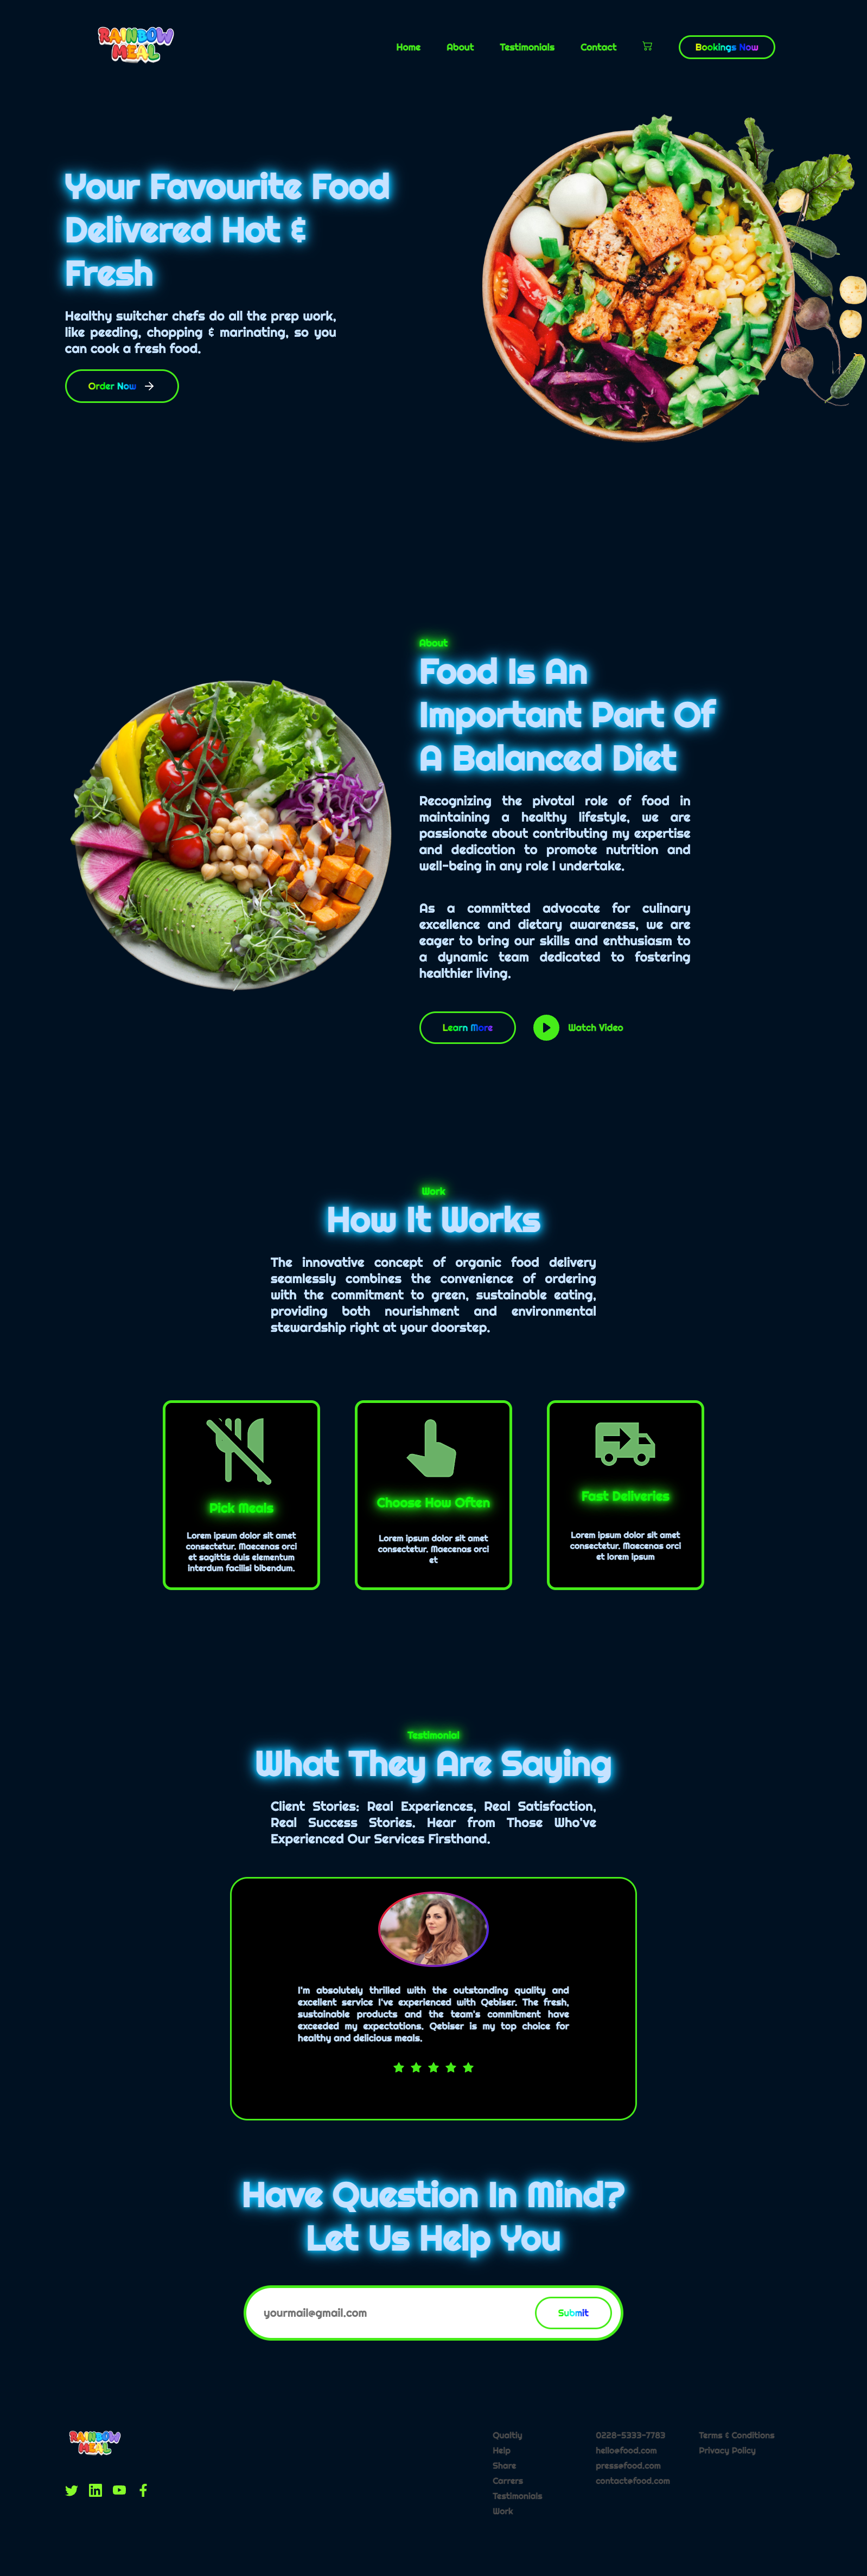 RAINBOW
MEAL
Home
About
Testimonials
Contact
Bookings Now
Your Favourite Food
Delivered Hot &
Fresh
Healthy switcher chefs do all the prep work,
like peeding, chopping & marinating, so you
can cook a fresh food.
Order Now
About
Food Is An
Important Part Of
A Balanced Diet
Recognizing the pivotal role of food in
maintaining a healthy lifestyle, we are
passionate about contributing my expertise
and dedication to promote nutrition and
well-being in any role I undertake.
As a committed advocate for culinary
excellence and dietary awareness, we are
eager to bring our skills and enthusiasm to
a dynamic team dedicated to fostering
healthier living.
Learn More
Watch Video
Work
How It Works
The innovative concept of organic food delivery
seamlessly combines the convenience of ordering
with the commitment to green, sustainable eating,
providing both nourishment and environmental
stewardship right at your doorstep.
Pick Meals
Lorem ipsum dolor sit amet
consectetur. Maecenas orci
et sagittis duis elementum
interdum facilisi bibendum.
Choose How Often
Lorem ipsum dolor sit amet
consectetur. Maecenas orci
et
Fast Deliveries
Lorem ipsum dolor sit amet
consectetur. Maecenas orci
et lorem ipsum
Testimonial
What They Are Saying
Client Stories: Real Experiences, Real Satisfaction,
Real Success Stories. Hear from Those Who've
Experienced Our Services Firsthand.
I'm absolutely thrilled with the outstanding quality and
excellent service I've experienced with Qebiser. The fresh,
sustainable products and the team's commitment have
exceeded my expectations. Qebiser is my top choice for
healthy and delicious meals.
Have Question In Mind?
Let Us Help You
yourmail@gmail.com
Submit
RAINBOW
MEAL
Qualtiy
Help
Share
Carrers
Testimonials
Work
0228-5333-7783
hello@food.com
press@food.com
contact@food.com
Terms & Conditions
Privacy Policy